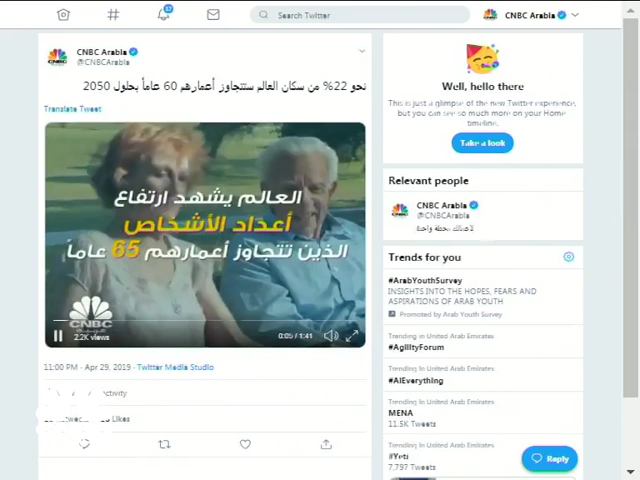 12
Search Twitter
CNBC Arabia
CNBC Arabia
@CNBCArabia
نحو 22% من سكان العالم ستتجاوز أعمارهم 60 عاماً بحلول 2050
Translate Tweet
العالم يشهد ارتفاع
أعداد الأشخاص
الذين تتجاوز أعمارهم 65 عاماً
CNBC
2.2K views
0:05 / 1:41
11:00 PM · Apr 29, 2019 · Twitter Media Studio
Likes
Well, hello there
This is just a glimpse of the new Twitter experience,
but you can see so much more on your Home
timeline.
Take a look
Relevant people
CNBC Arabia
@CNBCArabia
Trends for you
#ArabYouthSurvey
INSIGHTS INTO THE HOPES, FEARS AND
ASPIRATIONS OF ARAB YOUTH
Promoted by Arab Youth Survey
Trending in United Arab Emirates
#AgilityForum
Trending in United Arab Emirates
#AIEverything
Trending in United Arab Emirates
MENA
11.5K Tweets
Trending in United Arab Emirates
#Yeti
7,797 Tweets
Reply